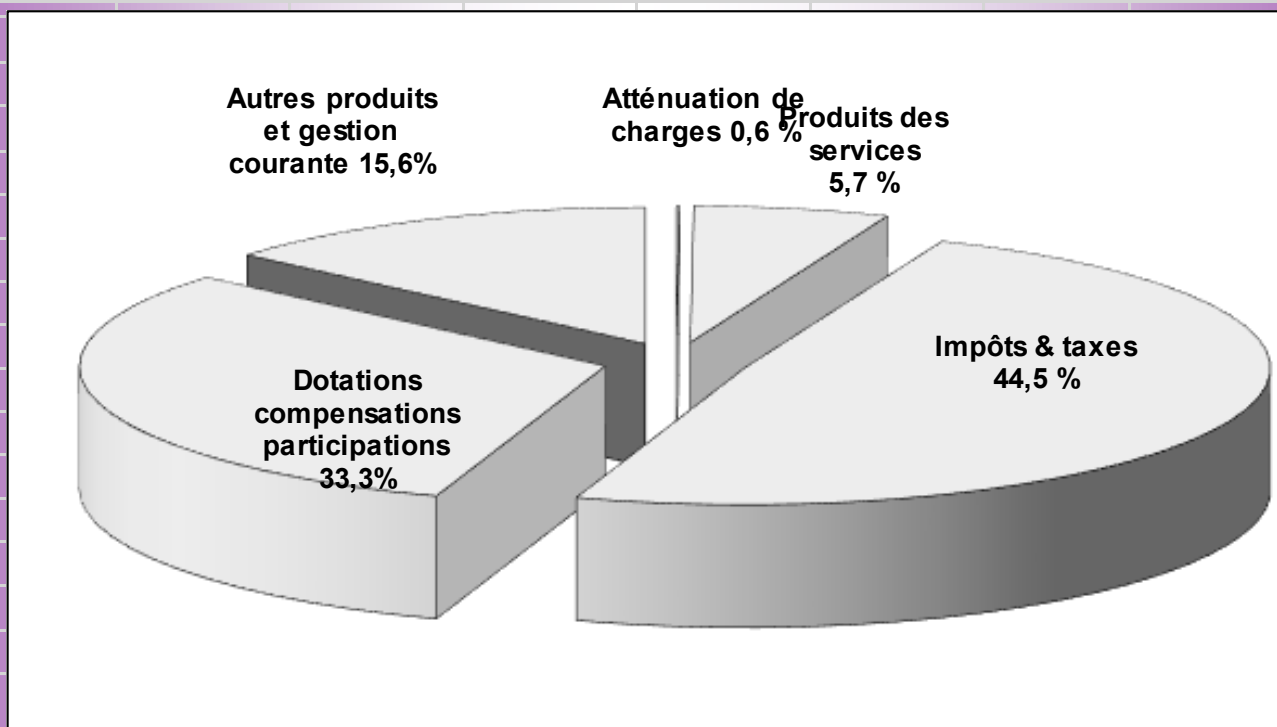 Autres produits
et gestion
courante 15,6%
Atténuation de
charges 0,6 %
Produits des
services
5,7 %
Impôts & taxes
44,5 %
Dotations
compensations
participations
33,3%